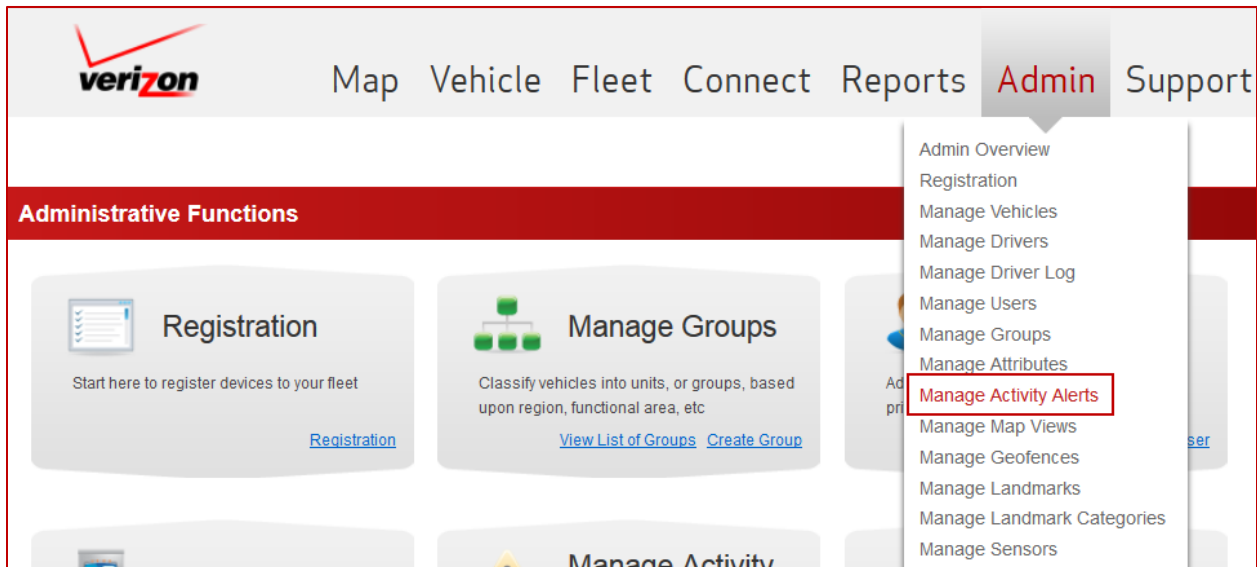 verizon
Map Vehicle Fleet Connect Reports Admin Support
Admin Overview
Registration
Manage Vehicles
Manage Drivers
Manage Driver Log
Manage Users
Manage Groups
Manage Attributes
Manage Activity Alerts
Manage Map Views
Manage Geofences
Manage Landmarks
Manage Landmark Categories
Manage Sensors
Administrative Functions
Registration
Start here to register devices to your fleet
Registration
Manage Groups
Classify vehicles into units, or groups, based
upon region, functional area, etc
View List of Groups Create Group
Ad
pri
ser
Manage Activity